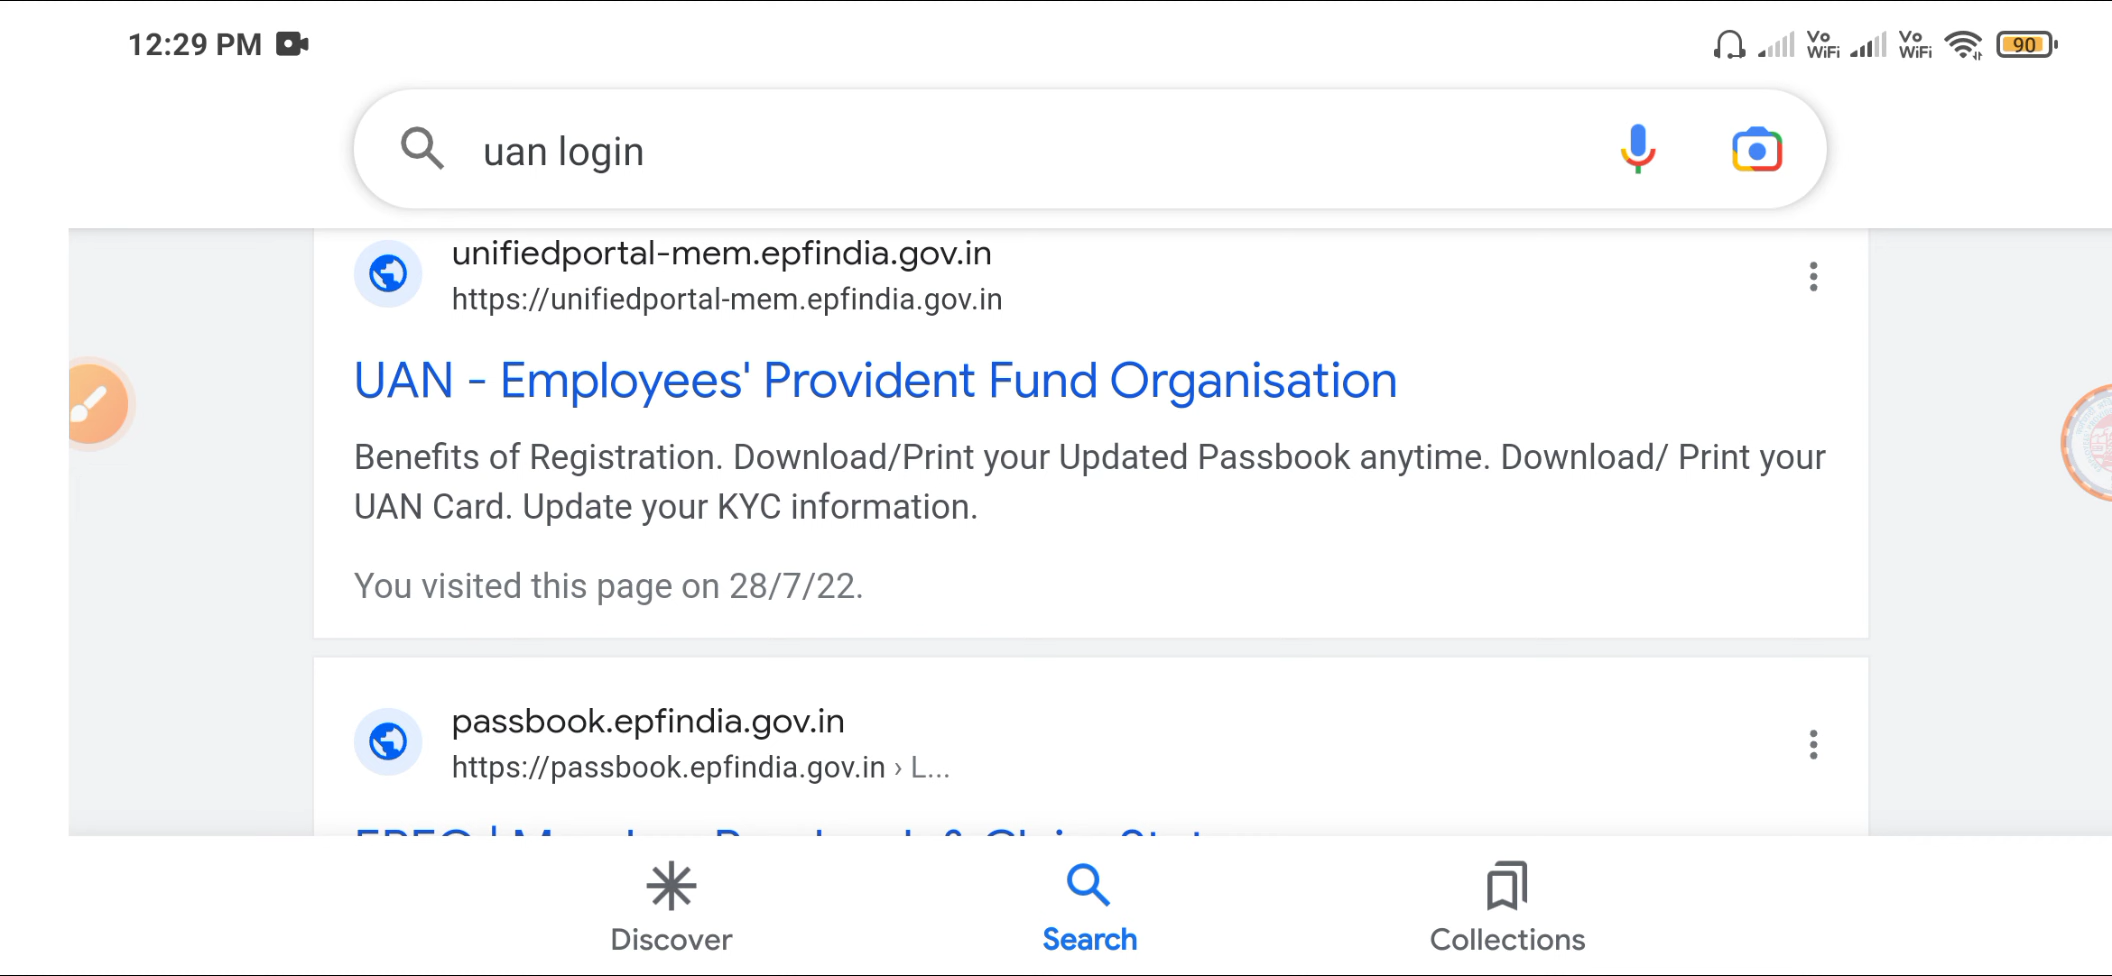 12:29 PM
Vo WiFi Vo WiFi 90
uan login
unifiedportal-mem.epfindia.gov.in
https://unifiedportal-mem.epfindia.gov.in
UAN - Employees' Provident Fund Organisation
Benefits of Registration. Download/Print your Updated Passbook anytime. Download/ Print your
UAN Card. Update your KYC information.
You visited this page on 28/7/22.
passbook.epfindia.gov.in
https://passbook.epfindia.gov.in › L...
Discover
Search
Collections